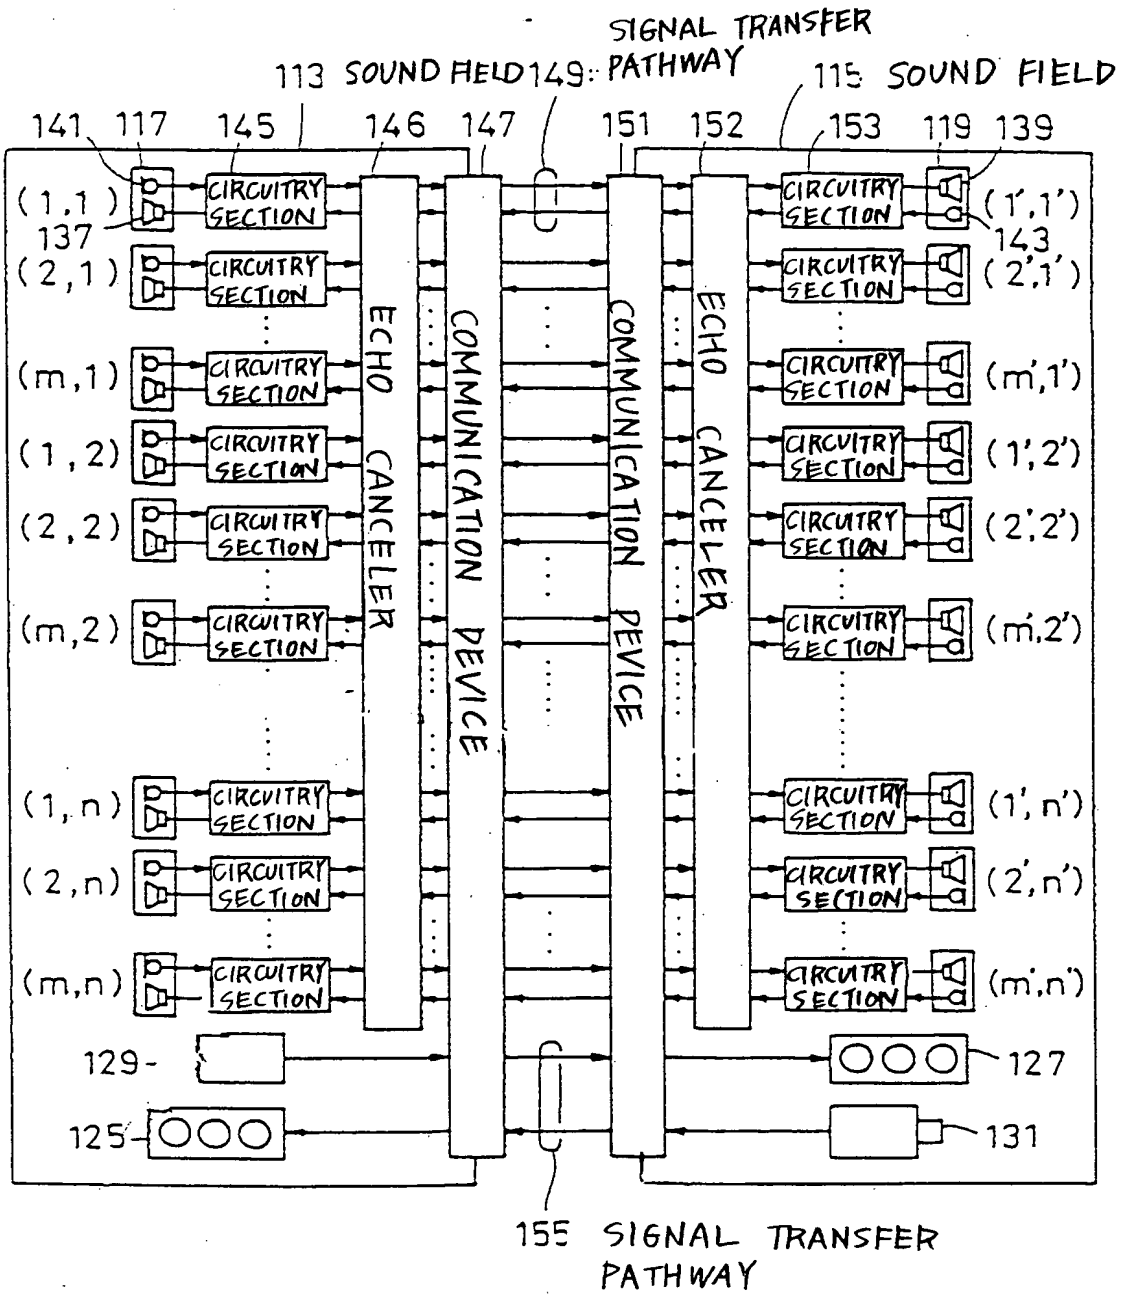 SIGNAL TRANSFER
PATHWAY
113 SOUND FIELD
149:
115 SOUND FIELD
141
117
145
146
147
151
152
153
119
139
(1,1)
137
CIRCUITRY
SECTION
CIRCUITRY
SECTION
(1',1')
143
(2,1)
CIRCUITRY
SECTION
CIRCUITRY
SECTION
(2',1')
ECHO CANCELER
COMMUNICATION DEVICE
COMMUNICATION DEVICE
ECHO CANCELER
(m,1)
CIRCUITRY
SECTION
CIRCUITRY
SECTION
(m',1')
(1,2)
CIRCUITRY
SECTION
CIRCUITRY
SECTION
(1',2')
(2,2)
CIRCUITRY
SECTION
CIRCUITRY
SECTION
(2',2')
(m,2)
CIRCUITRY
SECTION
CIRCUITRY
SECTION
(m',2')
(1,n)
CIRCUITRY
SECTION
CIRCUITRY
SECTION
(1',n')
(2,n)
CIRCUITRY
SECTION
CIRCUITRY
SECTION
(2',n')
(m,n)
CIRCUITRY
SECTION
CIRCUITRY
SECTION
(m',n')
129
127
125
131
155 SIGNAL TRANSFER
PATHWAY